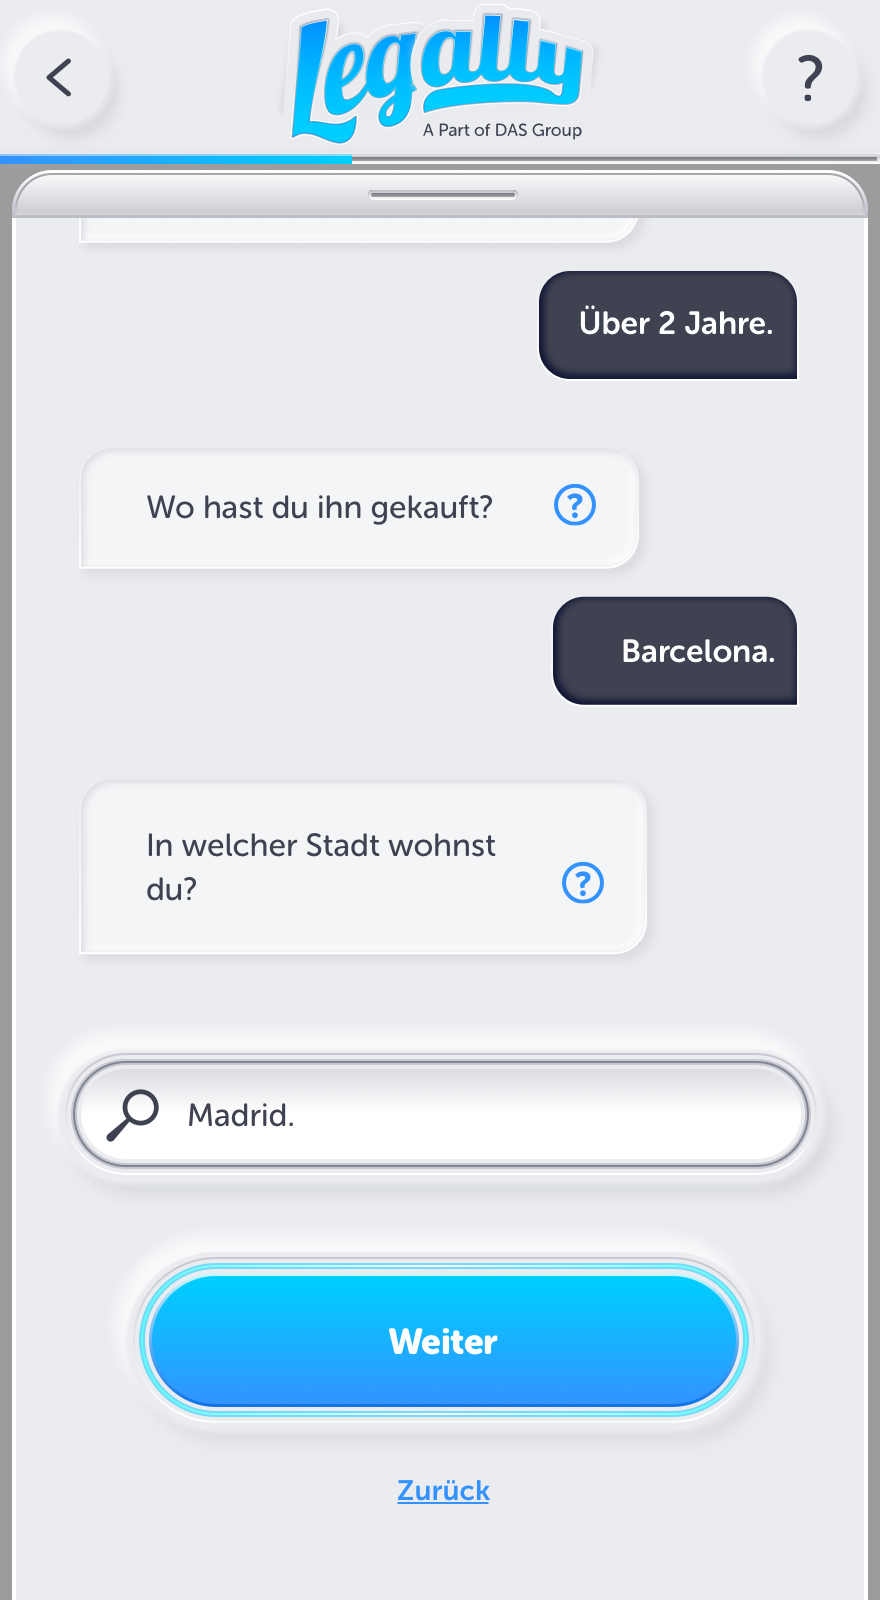 Legally
A Part of DAS Group
?
Über 2 Jahre.
Wo hast du ihn gekauft?
?
Barcelona.
In welcher Stadt wohnst
du?
?
Madrid.
Weiter
Zurück